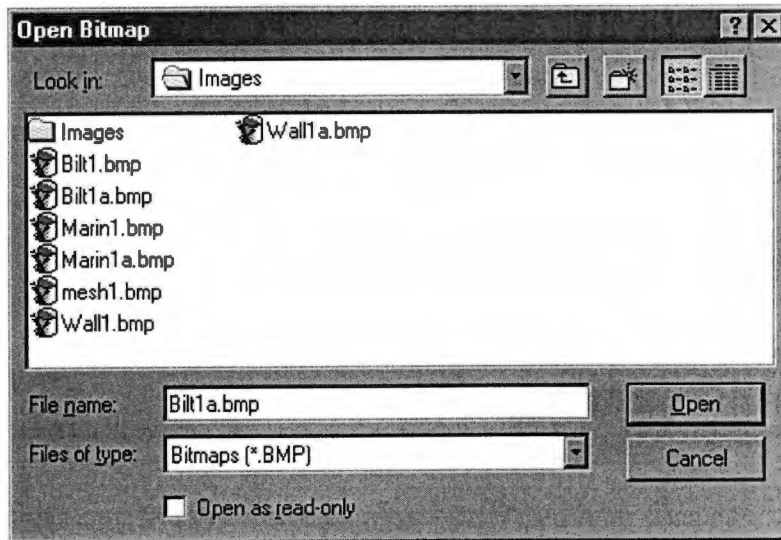 Open Bitmap
Look in: Images
Images Wall1a.bmp
Bilt1.bmp
Bilt1a.bmp
Marin1.bmp
Marin1a.bmp
mesh1.bmp
Wall1.bmp
File name: Bilt1a.bmp Open
Files of type: Bitmaps (*.BMP) Cancel
Open as read-only